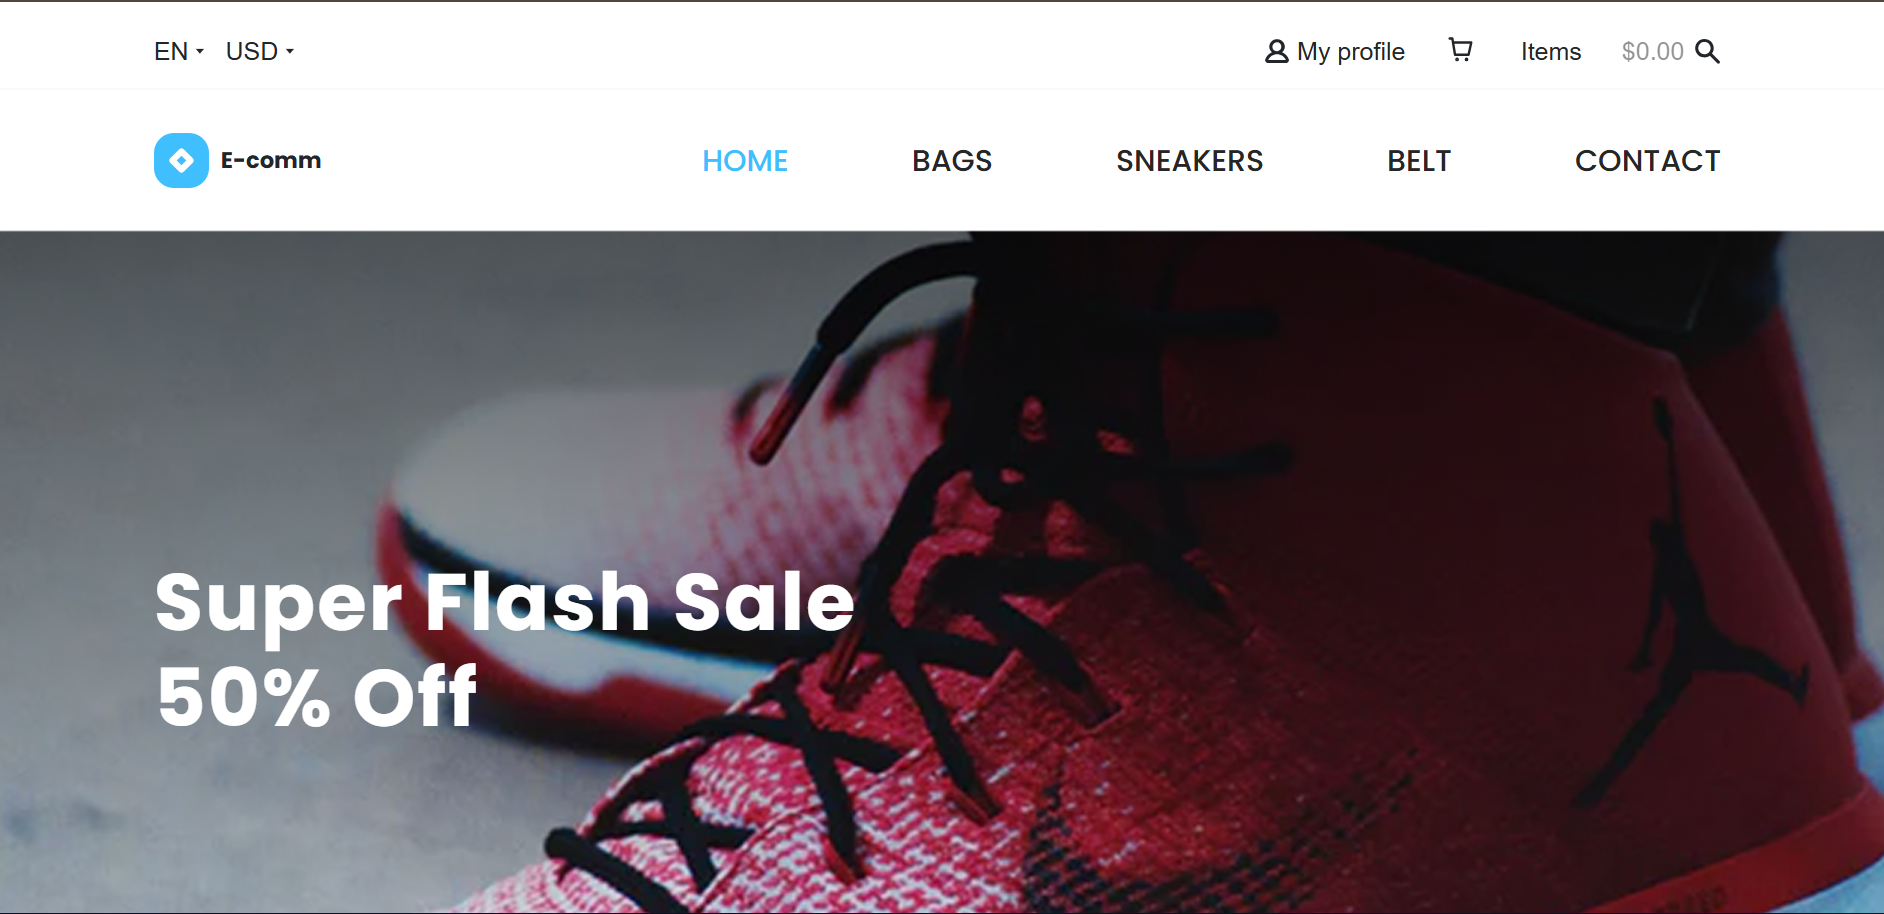 EN USD My profile Items $0.00
E-comm HOME BAGS SNEAKERS BELT CONTACT
Super Flash Sale
50% Off